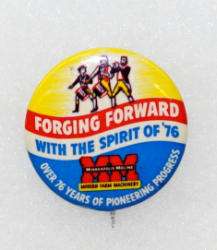 FORGING FORWARD
WITH THE SPIRIT OF '76
MINNEAPOLIS-MOLINE
MM
MODERN FARM MACHINERY
OVER 76 YEARS OF PIONEERING PROGRESS